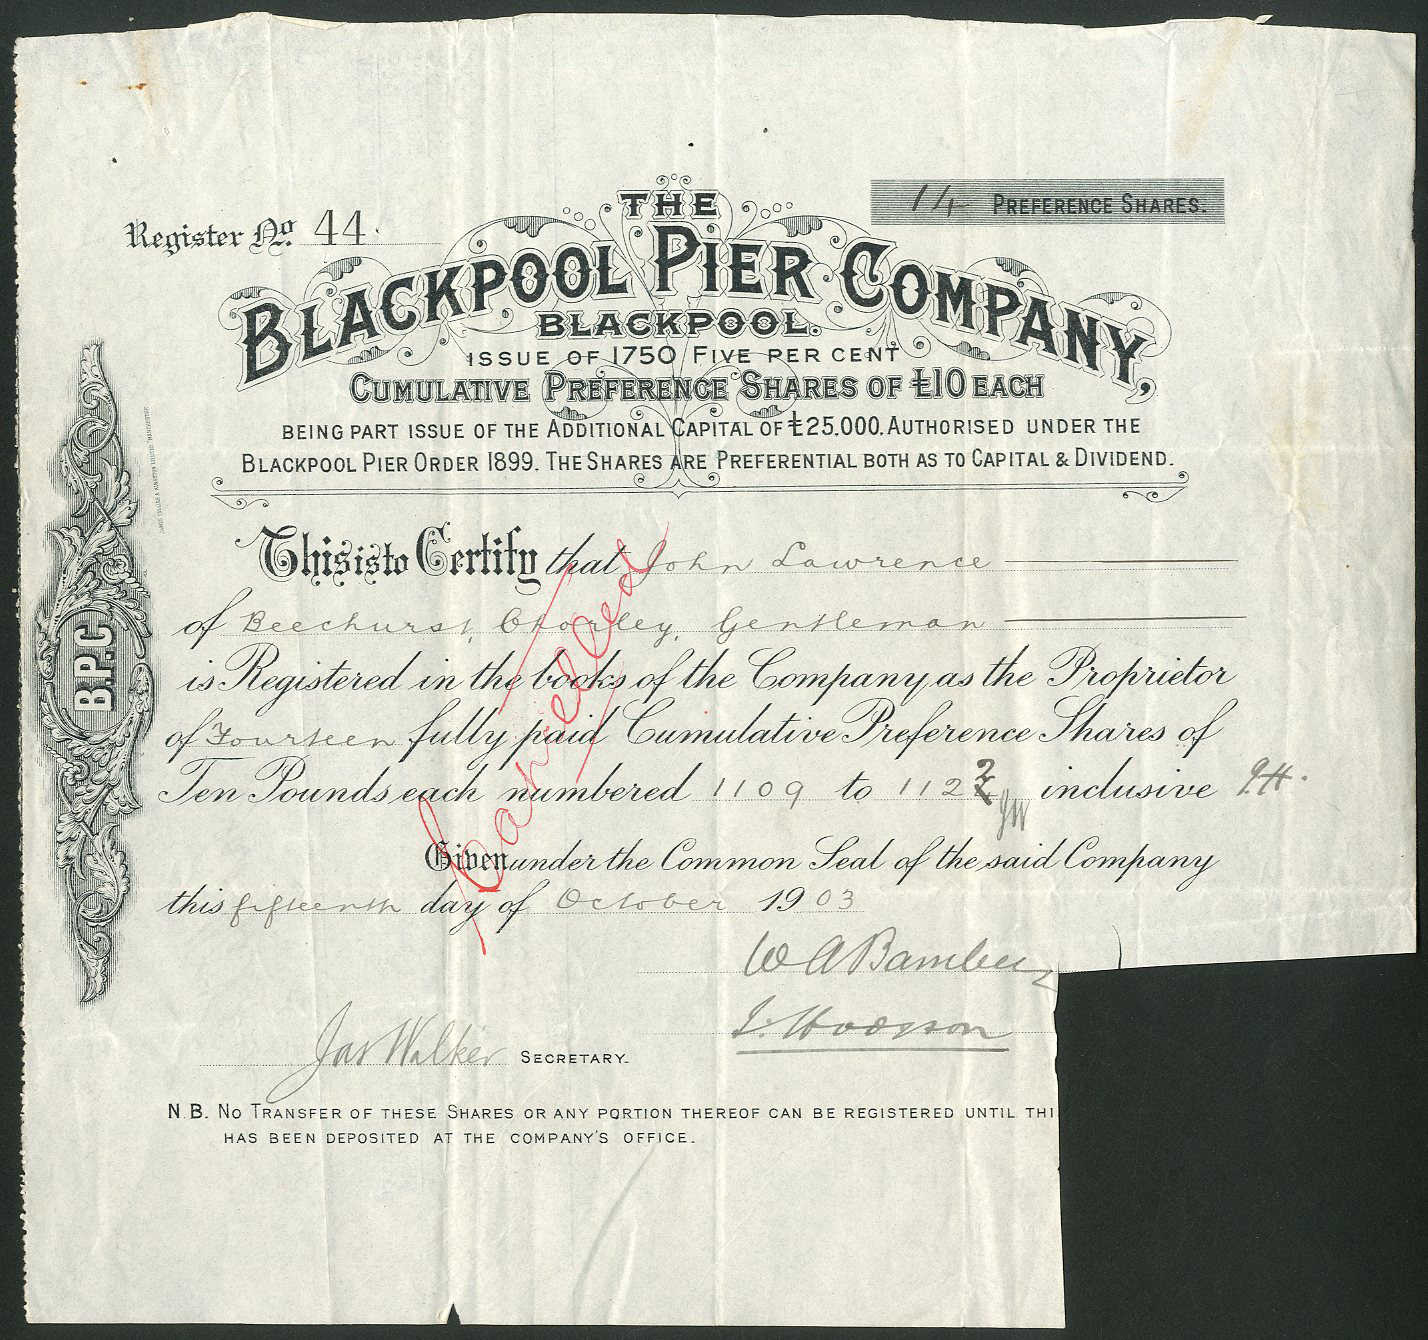 Register No. 44.
14 PREFERENCE SHARES.
THE
BLACKPOOL PIER COMPANY,
BLACKPOOL.
ISSUE OF 1750 FIVE PER CENT
CUMULATIVE PREFERENCE SHARES OF £10 EACH
BEING PART ISSUE OF THE ADDITIONAL CAPITAL OF £25,000. AUTHORISED UNDER THE
BLACKPOOL PIER ORDER 1899. THE SHARES ARE PREFERENTIAL BOTH AS TO CAPITAL & DIVIDEND.
B.P.C
This is to Certify that John Lawrence
of Beechurst, Chorley, Gentleman
is Registered in the books of the Company as the Proprietor
of Fourteen fully paid Cumulative Preference Shares of
Ten Pounds each numbered 1109 to 1122 JW inclusive J.H.
Cancelled
Given under the Common Seal of the said Company
this fifteenth day of October 1903
W A Bamber
J. Hodgson
Jas Walker SECRETARY.
N.B. NO TRANSFER OF THESE SHARES OR ANY PORTION THEREOF CAN BE REGISTERED UNTIL THI
HAS BEEN DEPOSITED AT THE COMPANY'S OFFICE.